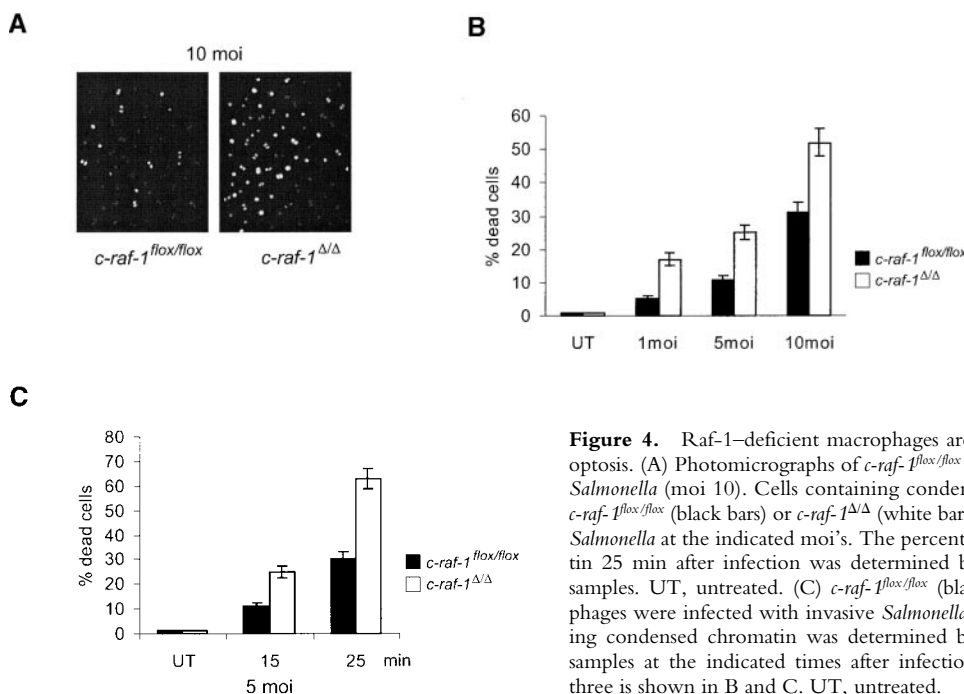 A
10 moi
c-raf-1flox/flox
c-raf-1Δ/Δ
B
60
50
40
30
20
10
0
% dead cells
UT
1moi
5moi
10moi
c-raf-1flox/flox
c-raf-1Δ/Δ
C
80
70
60
50
40
30
20
10
0
% dead cells
UT
15
25
min
5 moi
c-raf-1flox/flox
c-raf-1Δ/Δ
Figure 4. Raf-1–deficient macrophages are
optosis. (A) Photomicrographs of c-raf-1flox/flox
Salmonella (moi 10). Cells containing conden
c-raf-1flox/flox (black bars) or c-raf-1Δ/Δ (white bar
Salmonella at the indicated moi's. The percent
tin 25 min after infection was determined b
samples. UT, untreated. (C) c-raf-1flox/flox (bla
phages were infected with invasive Salmonella
ing condensed chromatin was determined b
samples at the indicated times after infection
three is shown in B and C. UT, untreated.